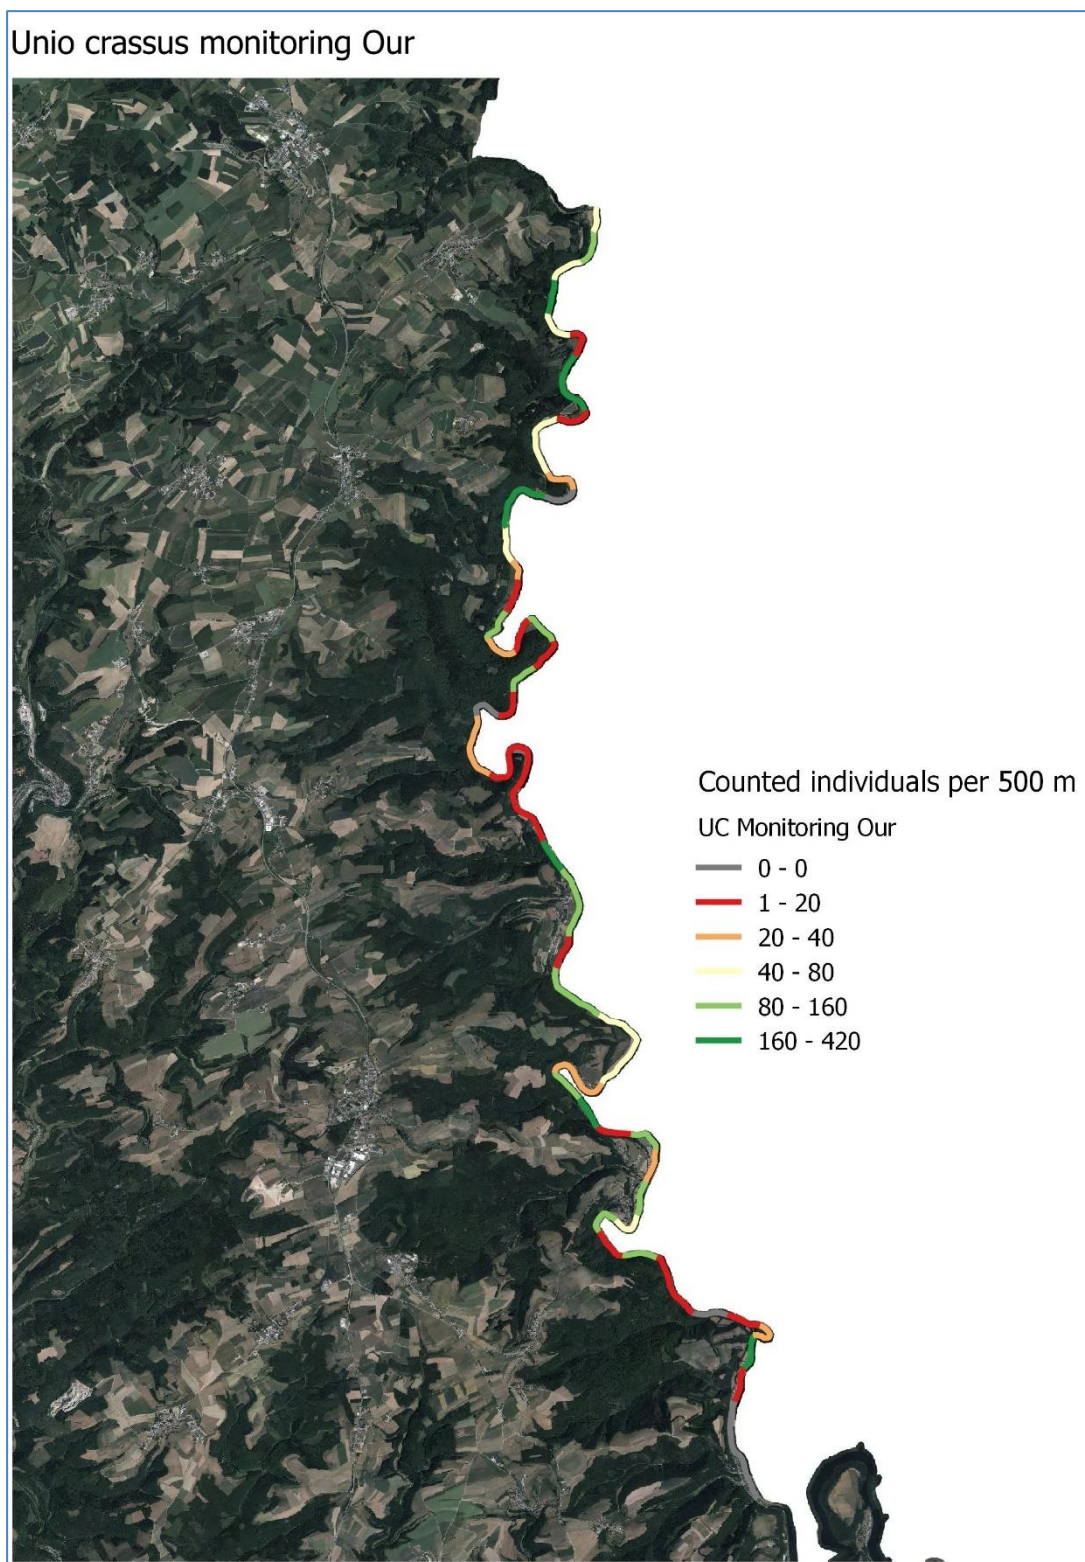 Unio crassus monitoring Our
Counted individuals per 500 m
UC Monitoring Our
0 - 0
1 - 20
20 - 40
40 - 80
80 - 160
160 - 420